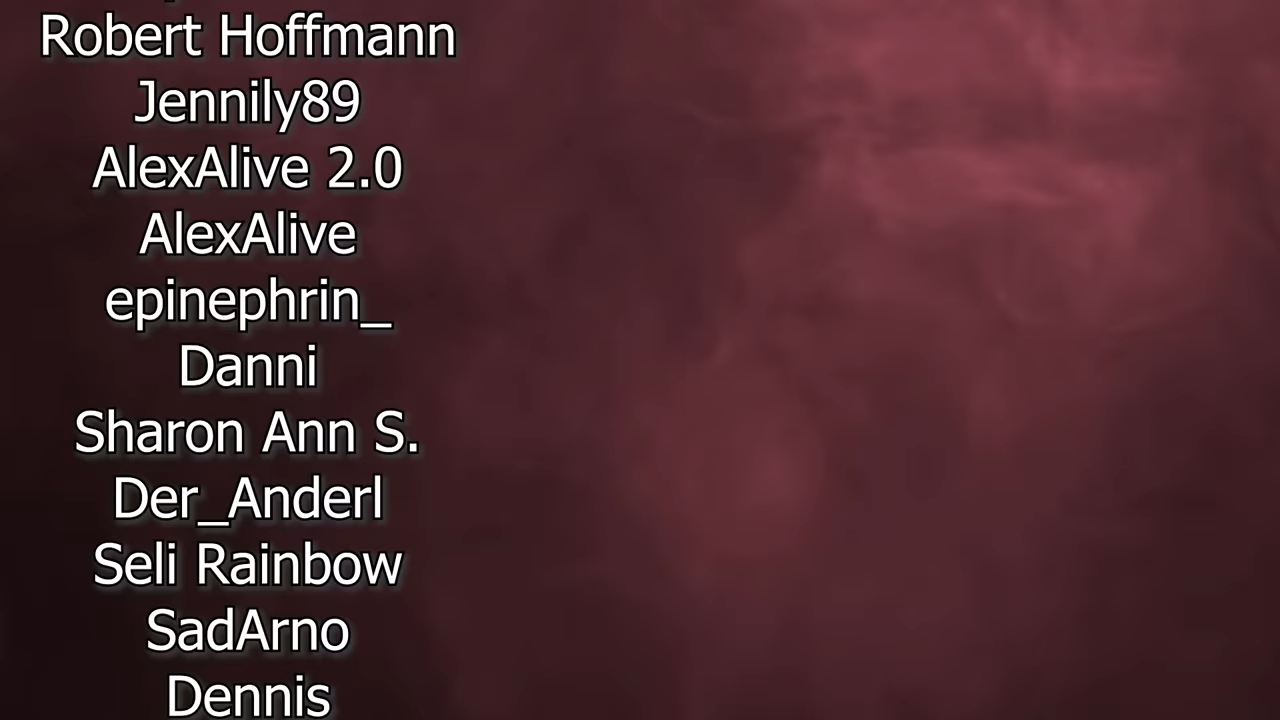 Robert Hoffmann
Jennily89
AlexAlive 2.0
AlexAlive
epinephrin_
Danni
Sharon Ann S.
Der_Anderl
Seli Rainbow
SadArno
Dennis